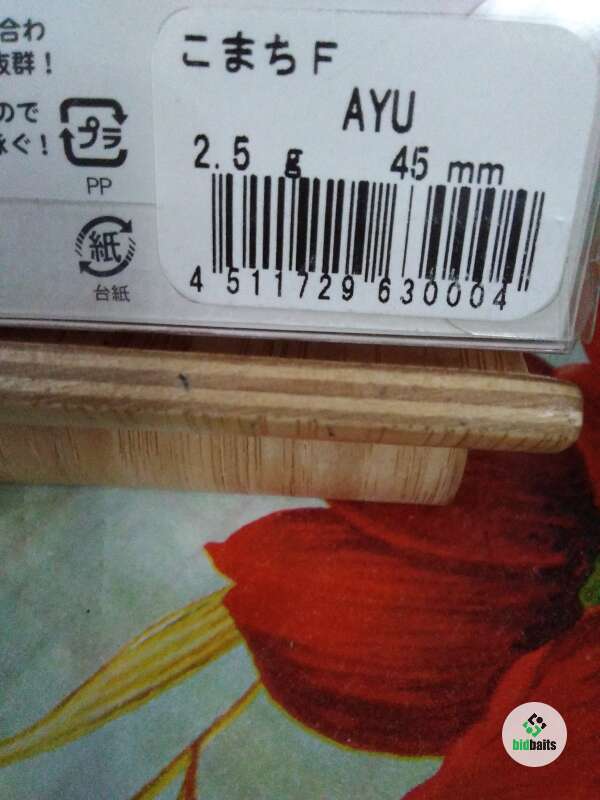 合わ
抜群！
ので
泳ぐ！
プラ
PP
紙
台紙
こまちF
AYU
2.5 g 45 mm
4 511729 630004
bidbaits